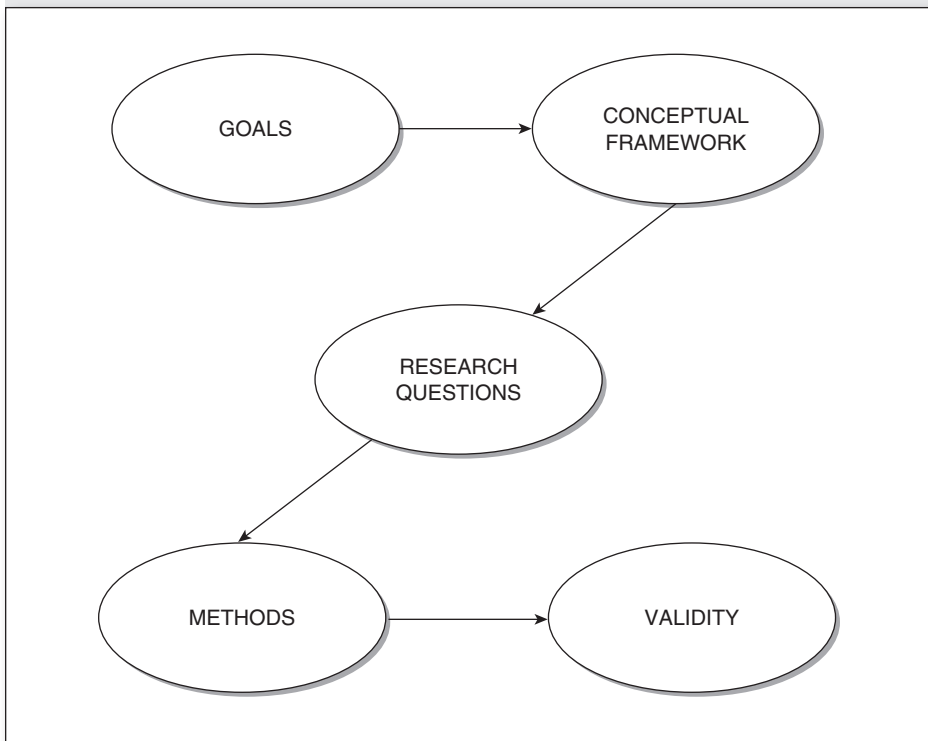 GOALS
CONCEPTUAL
FRAMEWORK
RESEARCH
QUESTIONS
METHODS
VALIDITY